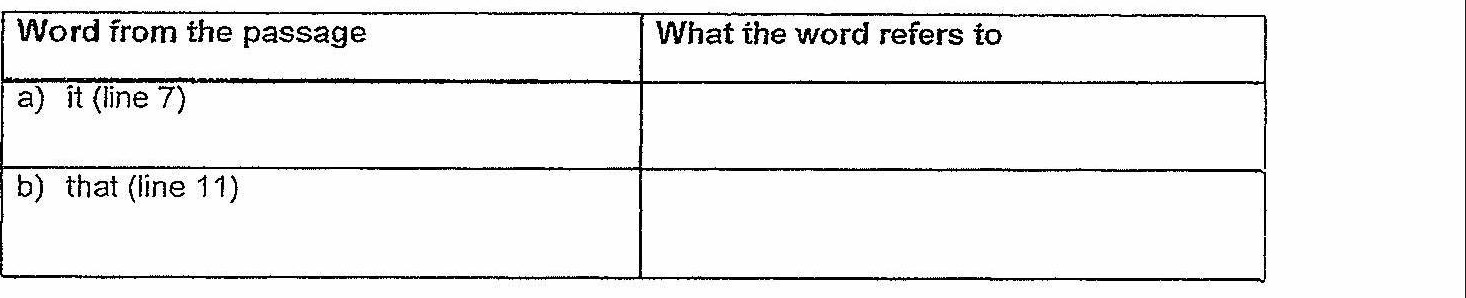 Word from the passage What the word refers to
a) it (line 7)
b) that (line 11)